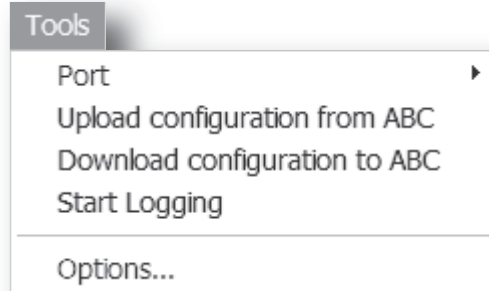 Tools
Port
Upload configuration from ABC
Download configuration to ABC
Start Logging
Options...